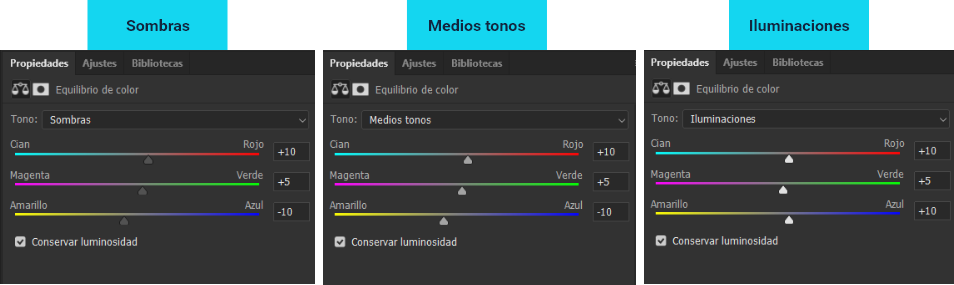 Sombras
Propiedades Ajustes Bibliotecas
Equilibrio de color
Tono: Sombras
Cian Rojo +10
Magenta Verde +5
Amarillo Azul -10
Conservar luminosidad
Medios tonos
Propiedades Ajustes Bibliotecas
Equilibrio de color
Tono: Medios tonos
Cian Rojo +10
Magenta Verde +5
Amarillo Azul -10
Conservar luminosidad
Iluminaciones
Propiedades Ajustes Bibliotecas
Equilibrio de color
Tono: Iluminaciones
Cian Rojo +10
Magenta Verde +5
Amarillo Azul +10
Conservar luminosidad